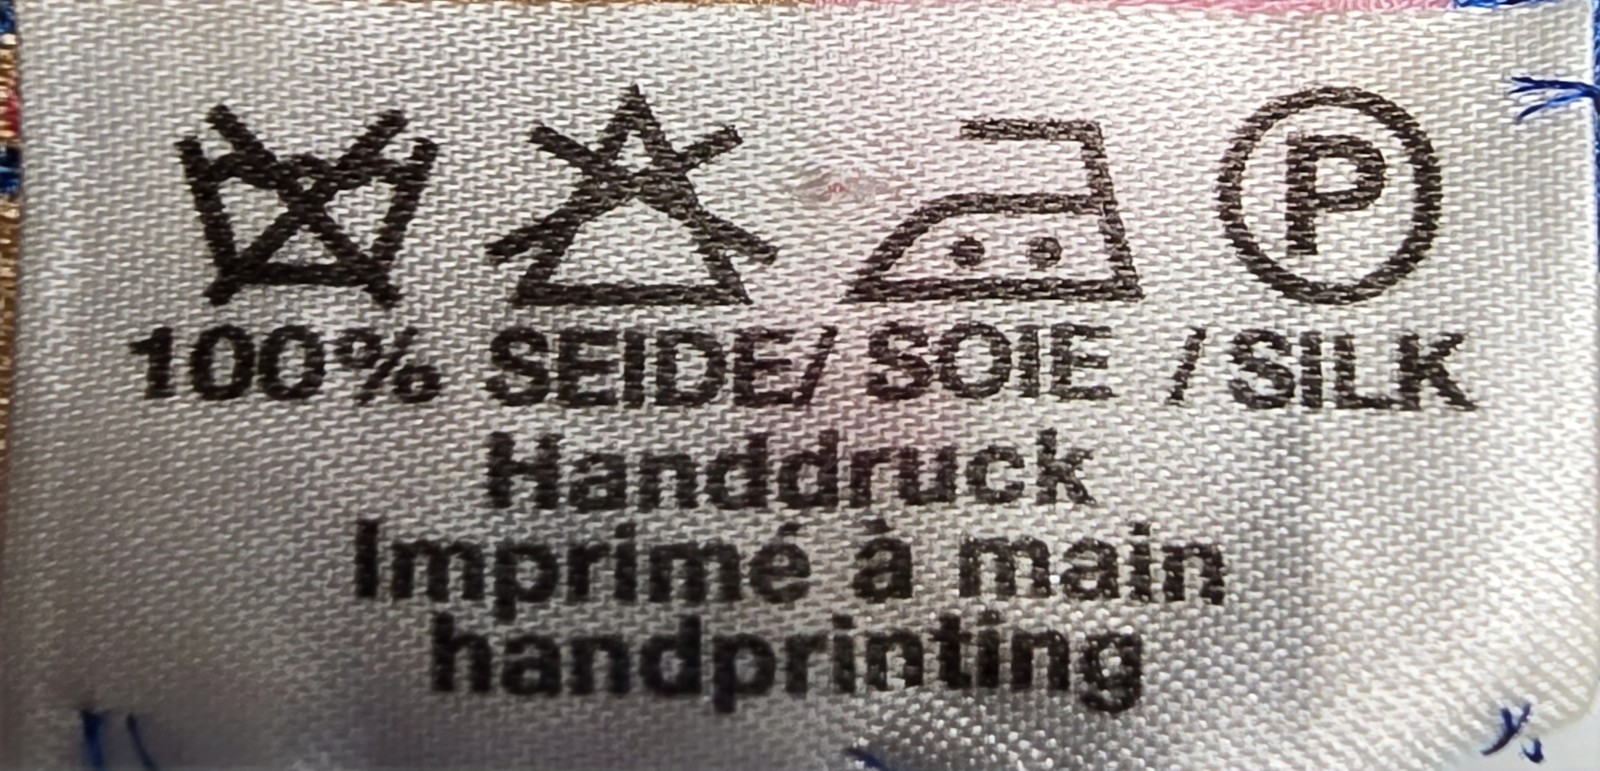 P
100% SEIDE/ SOIE / SILK
Handdruck
Imprimé à main
handprinting